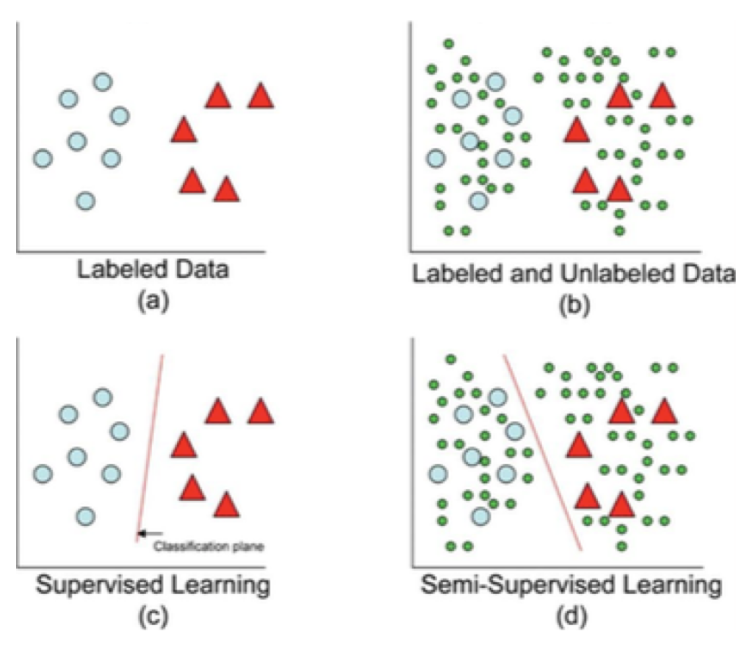 Labeled Data
(a)
Labeled and Unlabeled Data
(b)
Classification plane
Supervised Learning
(c)
Semi-Supervised Learning
(d)